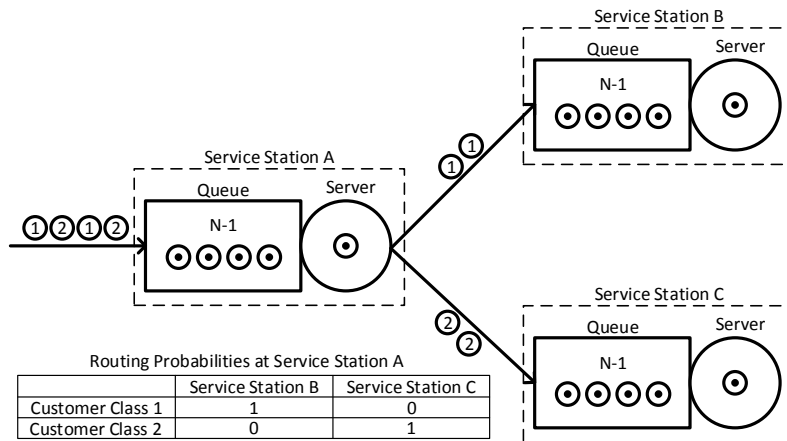 Service Station B
Queue
Server
N-1
1
1
Service Station A
Queue
Server
1 2 1 2
N-1
2
2
Service Station C
Queue
Server
N-1
Routing Probabilities at Service Station A
Service Station B Service Station C
Customer Class 1 1 0
Customer Class 2 0 1